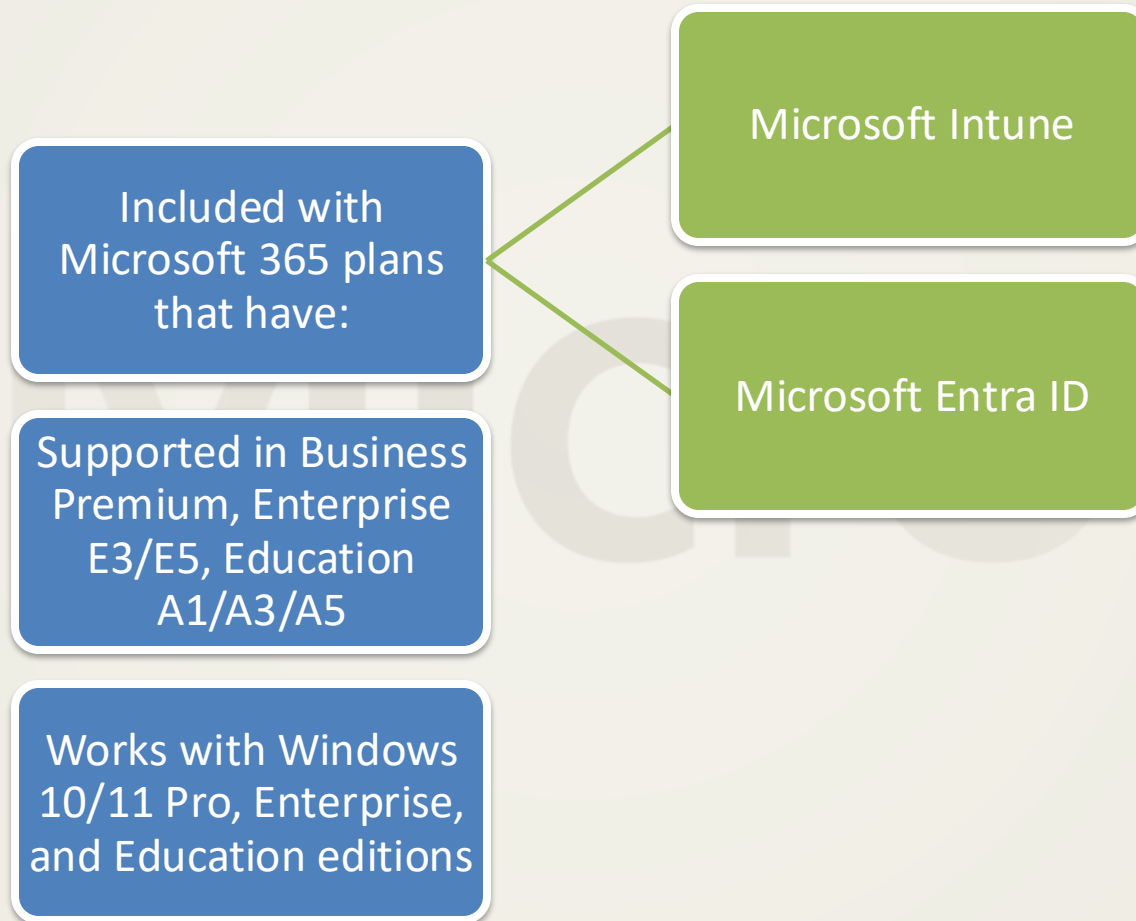 Included with
Microsoft 365 plans
that have:
Microsoft Intune
Microsoft Entra ID
Supported in Business
Premium, Enterprise
E3/E5, Education
A1/A3/A5
Works with Windows
10/11 Pro, Enterprise,
and Education editions